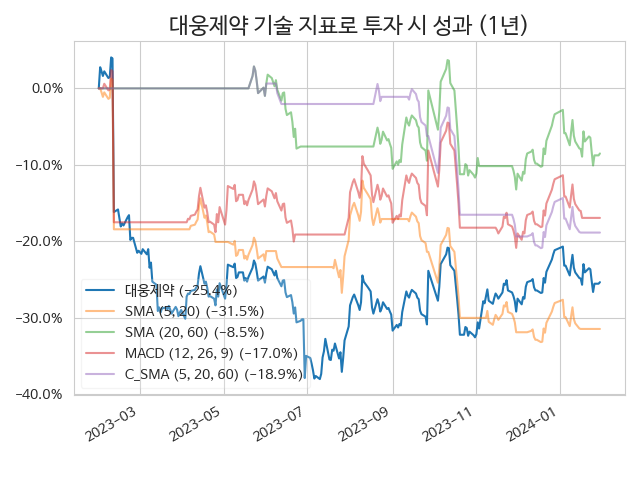 대웅제약 기술 지표로 투자 시 성과 (1년)
0.0%
−10.0%
−20.0%
−30.0%
−40.0%
대웅제약 (−25.4%)
SMA (5,20) (−31.5%)
SMA (20, 60) (−8.5%)
MACD (12, 26, 9) (−17.0%)
C_SMA (5, 20, 60) (−18.9%)
2023−03
2023−05
2023−07
2023−09
2023−11
2024−01